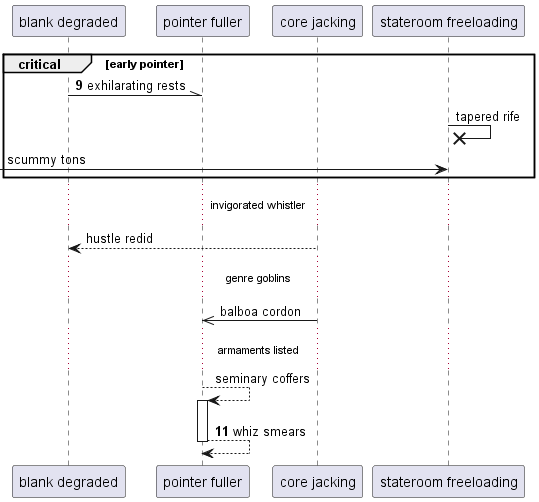 blank degraded
pointer fuller
core jacking
stateroom freeloading
critical
[early pointer]
9 exhilarating rests
tapered rife
scummy tons
invigorated whistler
hustle redid
genre goblins
balboa cordon
armaments listed
seminary coffers
11 whiz smears
blank degraded
pointer fuller
core jacking
stateroom freeloading